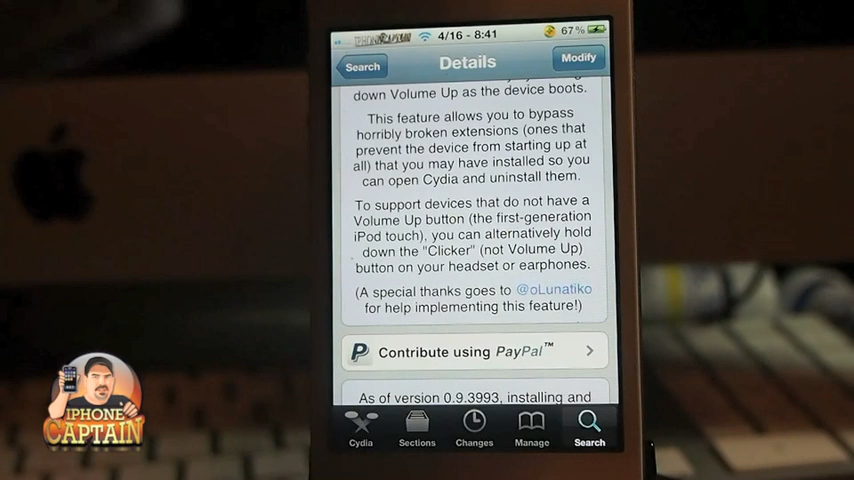 IPHONECAPTAIN 4/16 - 8:41 67%
Search Details Modify
down Volume Up as the device boots.
This feature allows you to bypass
horribly broken extensions (ones that
prevent the device from starting up at
all) that you may have installed so you
can open Cydia and uninstall them.
To support devices that do not have a
Volume Up button (the first-generation
iPod touch), you can alternatively hold
down the "Clicker" (not Volume Up)
button on your headset or earphones.
(A special thanks goes to @oLunatiko
for help implementing this feature!)
Contribute using PayPal™
As of version 0.9.3993, installing and
Cydia Sections Changes Manage Search
IPHONE
CAPTAIN